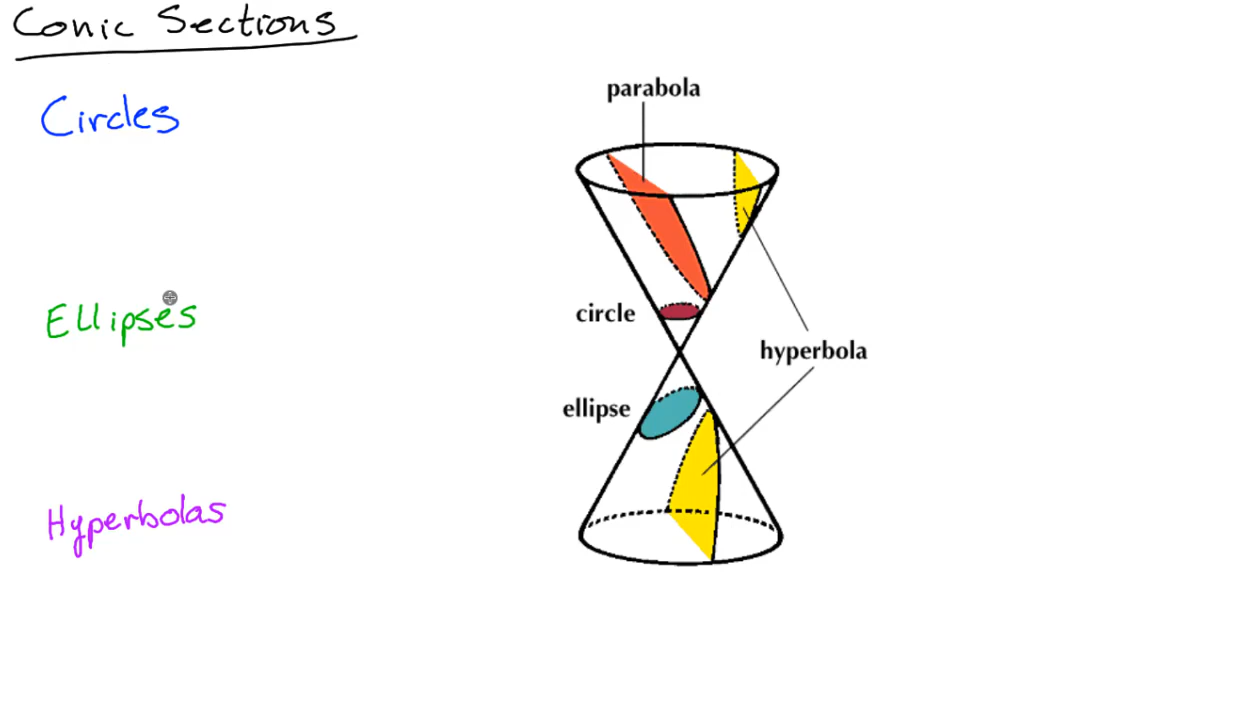 Conic Sections
parabola
Circles
circle
Ellipses
hyperbola
ellipse
Hyperbolas